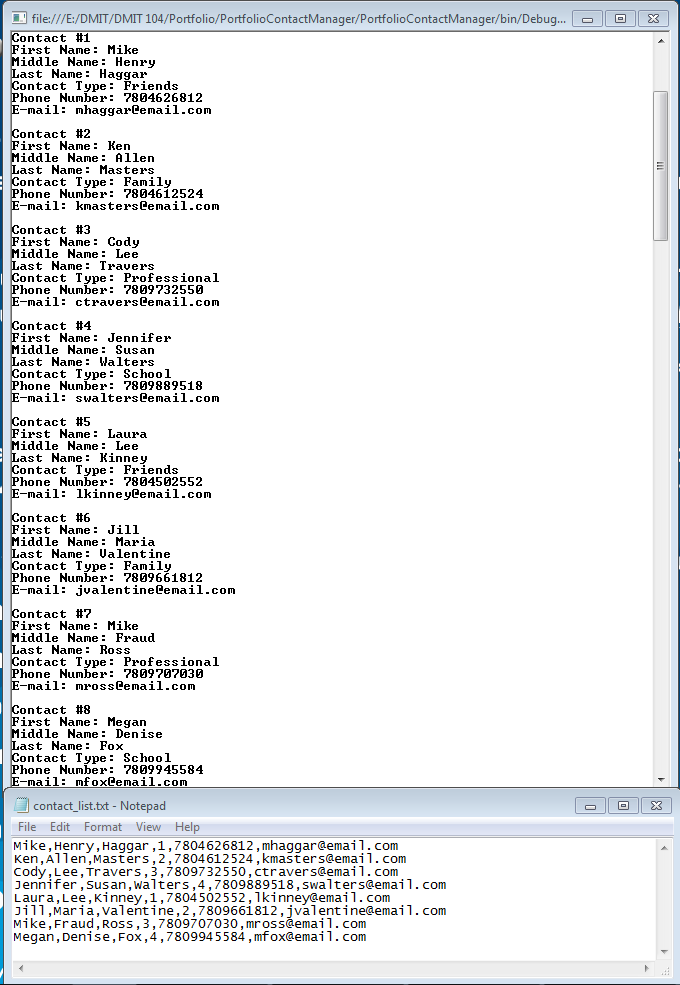 file:///E:/DMIT/DMIT 104/Portfolio/PortfolioContactManager/PortfolioContactManager/bin/Debug...
Contact #1
First Name: Mike
Middle Name: Henry
Last Name: Haggar
Contact Type: Friends
Phone Number: 7804626812
E-mail: mhaggar@email.com
Contact #2
First Name: Ken
Middle Name: Allen
Last Name: Masters
Contact Type: Family
Phone Number: 7804612524
E-mail: kmasters@email.com
Contact #3
First Name: Cody
Middle Name: Lee
Last Name: Travers
Contact Type: Professional
Phone Number: 7809732550
E-mail: ctravers@email.com
Contact #4
First Name: Jennifer
Middle Name: Susan
Last Name: Walters
Contact Type: School
Phone Number: 7809889518
E-mail: swalters@email.com
Contact #5
First Name: Laura
Middle Name: Lee
Last Name: Kinney
Contact Type: Friends
Phone Number: 7804502552
E-mail: lkinney@email.com
Contact #6
First Name: Jill
Middle Name: Maria
Last Name: Valentine
Contact Type: Family
Phone Number: 7809661812
E-mail: jvalentine@email.com
Contact #7
First Name: Mike
Middle Name: Fraud
Last Name: Ross
Contact Type: Professional
Phone Number: 7809707030
E-mail: mross@email.com
Contact #8
First Name: Megan
Middle Name: Denise
Last Name: Fox
Contact Type: School
Phone Number: 7809945584
E-mail: mfox@email.com
contact_list.txt - Notepad
File Edit Format View Help
Mike,Henry,Haggar,1,7804626812,mhaggar@email.com
Ken,Allen,Masters,2,7804612524,kmasters@email.com
Cody,Lee,Travers,3,7809732550,ctravers@email.com
Jennifer,Susan,Walters,4,7809889518,swalters@email.com
Laura,Lee,Kinney,1,7804502552,lkinney@email.com
Jill,Maria,Valentine,2,7809661812,jvalentine@email.com
Mike,Fraud,Ross,3,7809707030,mross@email.com
Megan,Denise,Fox,4,7809945584,mfox@email.com